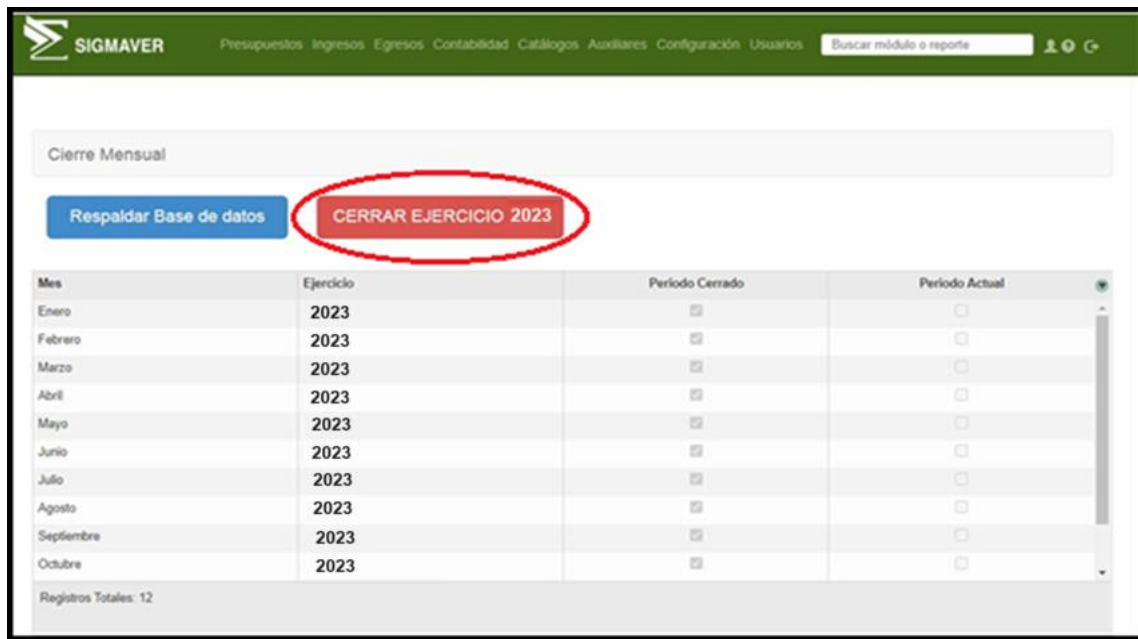 SIGMAVER Presupuestos Ingresos Egresos Contabilidad Catálogos Auxiliares Configuración Usuarios Buscar módulo o reporte
Cierre Mensual
Respaldar Base de datos CERRAR EJERCICIO 2023
Mes Ejercicio Periodo Cerrado Periodo Actual
Enero 2023
Febrero 2023
Marzo 2023
Abril 2023
Mayo 2023
Junio 2023
Julio 2023
Agosto 2023
Septiembre 2023
Octubre 2023
Registros Totales: 12